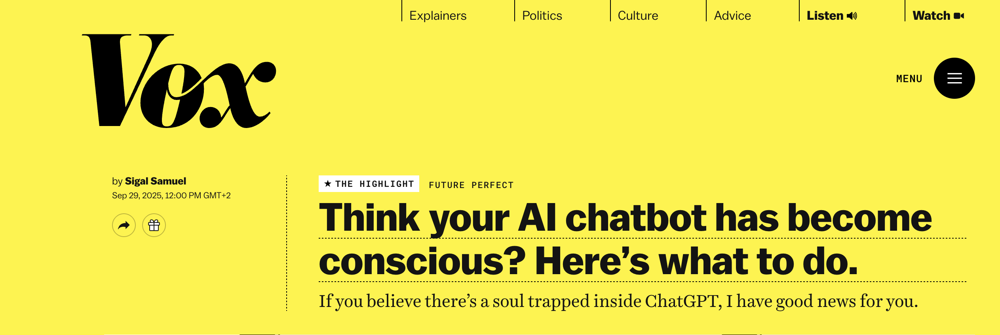 Explainers
Politics
Culture
Advice
Listen
Watch
Vox
MENU
by Sigal Samuel
Sep 29, 2025, 12:00 PM GMT+2
★ THE HIGHLIGHT
FUTURE PERFECT
Think your AI chatbot has become
conscious? Here’s what to do.
If you believe there’s a soul trapped inside ChatGPT, I have good news for you.